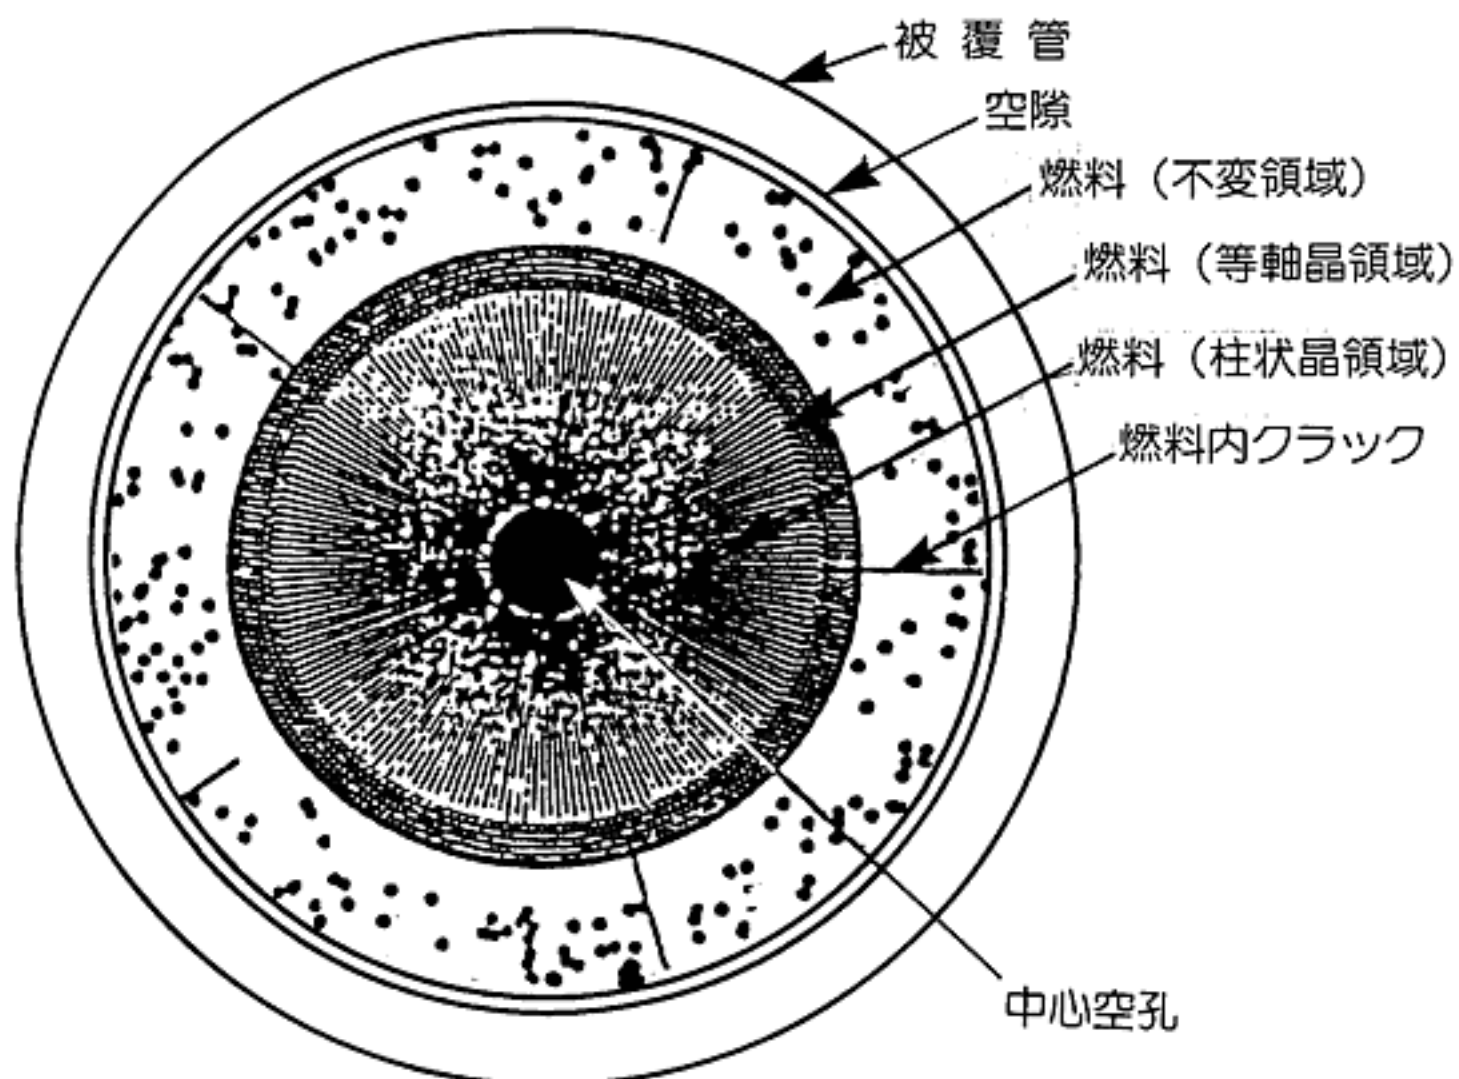 被覆管
空隙
燃料（不変領域）
燃料（等軸晶領域）
燃料（柱状晶領域）
燃料内クラック
中心空孔